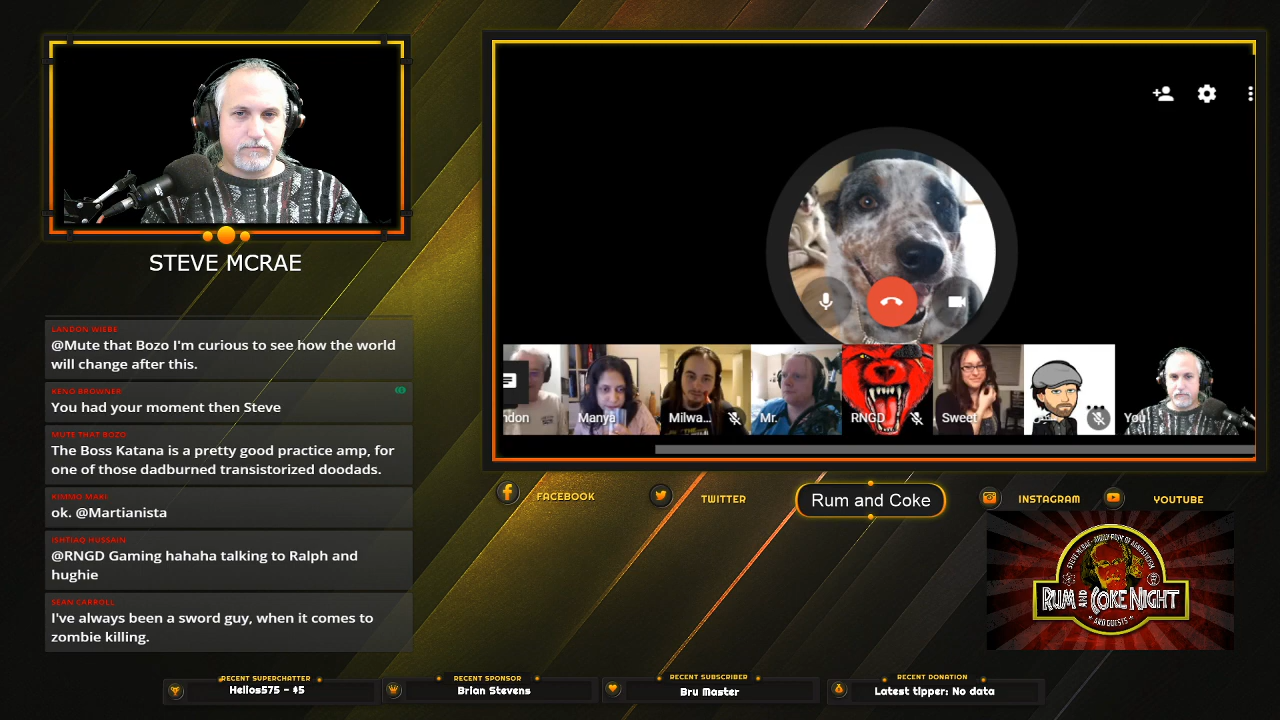 STEVE MCRAE
LANDON WIEBE
@Mute that Bozo I'm curious to see how the world
will change after this.
KENO BROWNER
You had your moment then Steve
MUTE THAT BOZO
The Boss Katana is a pretty good practice amp, for
one of those dadburned transistorized doodads.
KIMMO MAKI
ok. @Martianista
ISHTIAQ HUSSAIN
@RNGD Gaming hahaha talking to Ralph and
hughie
SEAN CARROLL
I've always been a sword guy, when it comes to
zombie killing.
ndon
Manya
Milwa...
Mr.
RNGD
Sweet
You
FACEBOOK
TWITTER
Rum and Coke
INSTAGRAM
YOUTUBE
RUM AND COKE NIGHT
AND GUESTS
RECENT SUPERCHATTER
Helios575 - $5
RECENT SPONSOR
Brian Stevens
RECENT SUBSCRIBER
Bru Master
RECENT DONATION
Latest tipper: No data